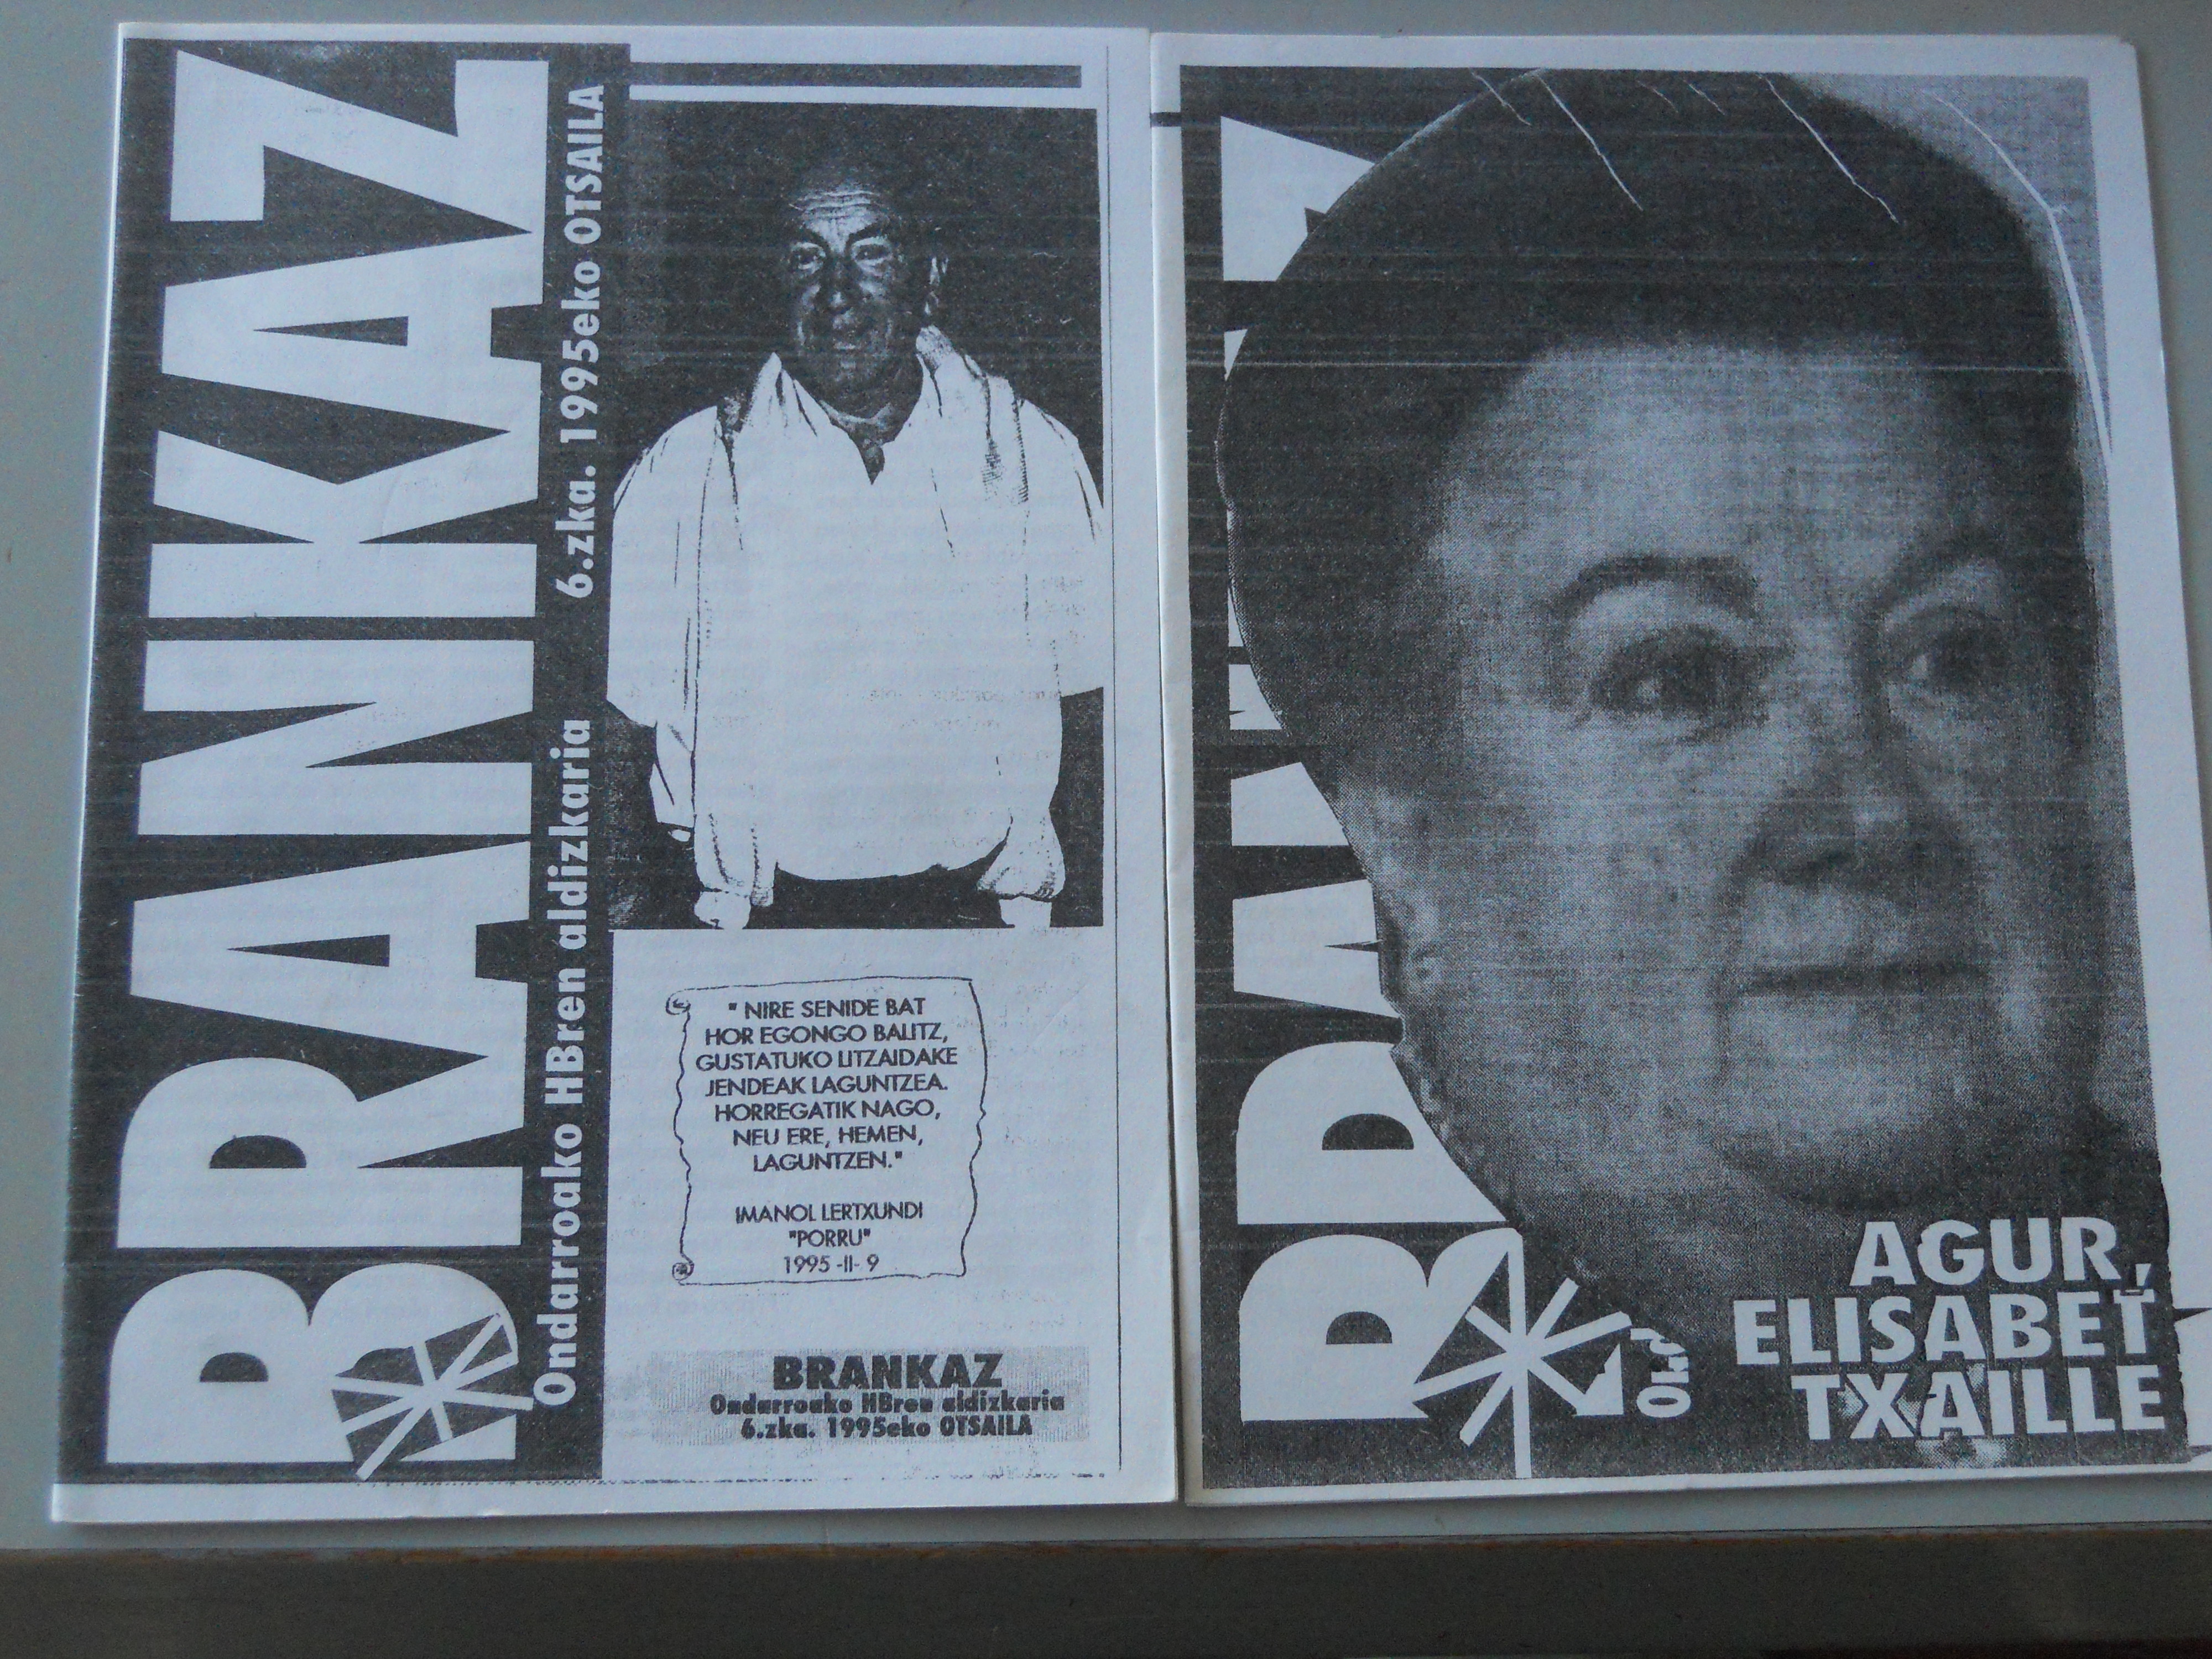 BRANKAZ
Ondarroako HBren aldizkaria 6.zka. 1995eko OTSAILA
" NIRE SENIDE BAT
HOR EGONGO BALITZ,
GUSTATUKO LITZAIDAKE
JENDEAK LAGUNTZEA.
HORREGATIK NAGO,
NEU ERE, HEMEN,
LAGUNTZEN."
IMANOL LERTXUNDI
"PORRU"
1995 -II- 9
BRANKAZ
Ondarroako HBren aldizkaria
6.zka. 1995eko OTSAILA
AGUR,
ELISABET
TXAILLE